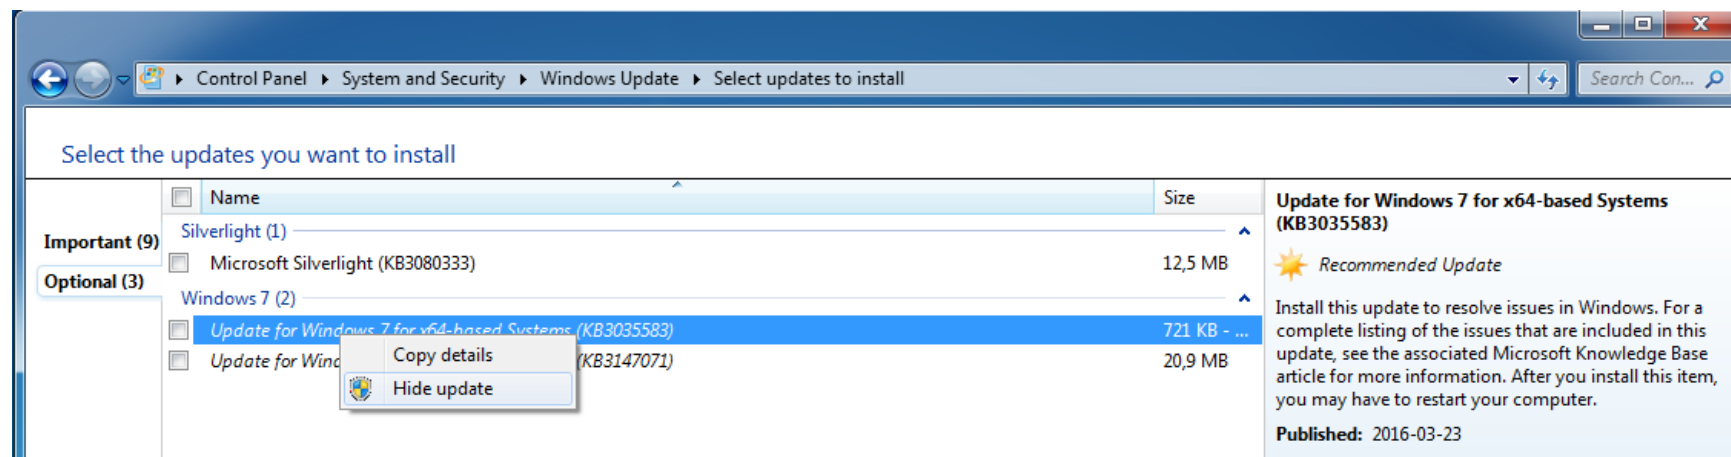 Control Panel ▸ System and Security ▸ Windows Update ▸ Select updates to install
Search Con...
Select the updates you want to install
Name
Size
Important (9)
Optional (3)
Silverlight (1)
Microsoft Silverlight (KB3080333)
12,5 MB
Windows 7 (2)
Update for Windows 7 for x64-based Systems (KB3035583)
721 KB - ...
Update for Wind
(KB3147071)
20,9 MB
Copy details
Hide update
Update for Windows 7 for x64-based Systems
(KB3035583)
Recommended Update
Install this update to resolve issues in Windows. For a
complete listing of the issues that are included in this
update, see the associated Microsoft Knowledge Base
article for more information. After you install this item,
you may have to restart your computer.
Published: 2016-03-23